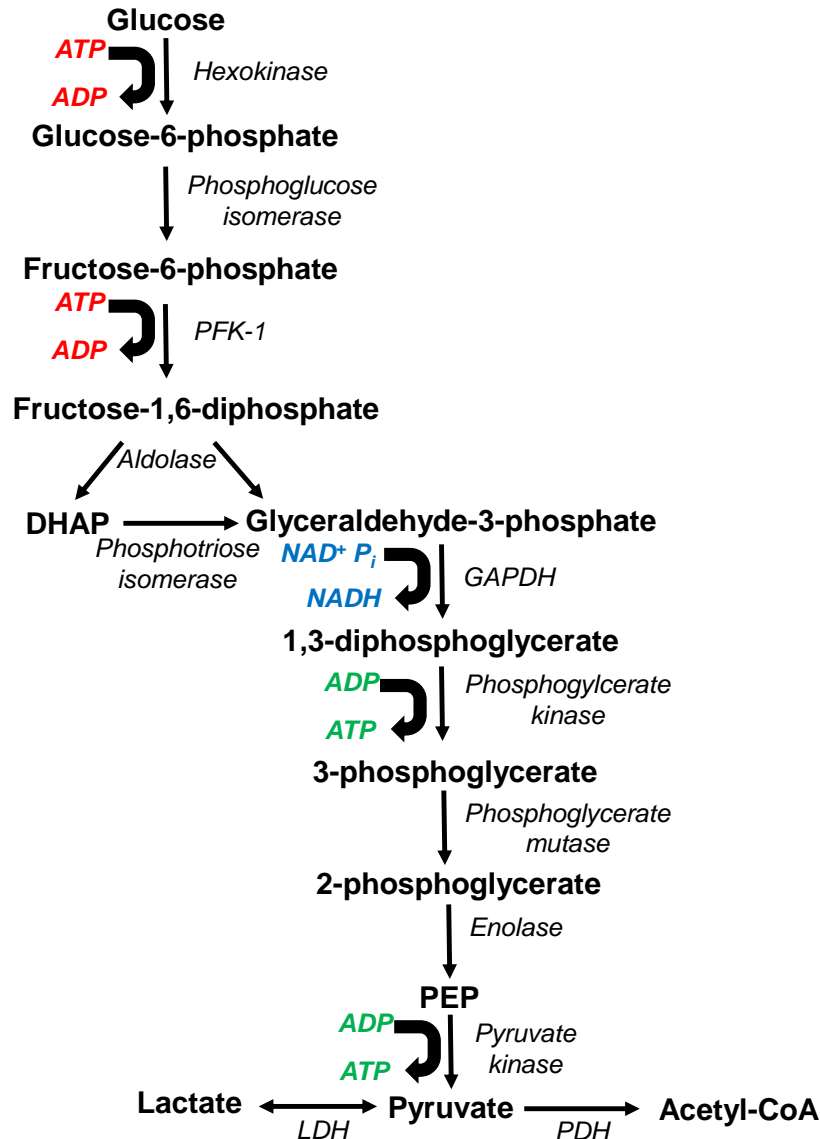 Glucose
ATP
Hexokinase
ADP
Glucose-6-phosphate
Phosphoglucose
isomerase
Fructose-6-phosphate
ATP
PFK-1
ADP
Fructose-1,6-diphosphate
Aldolase
DHAP
Glyceraldehyde-3-phosphate
Phosphotriose
isomerase
NAD+ Pi
GAPDH
NADH
1,3-diphosphoglycerate
ADP
Phosphogylcerate
kinase
ATP
3-phosphoglycerate
Phosphoglycerate
mutase
2-phosphoglycerate
Enolase
PEP
ADP
Pyruvate
kinase
ATP
Lactate
LDH
Pyruvate
PDH
Acetyl-CoA